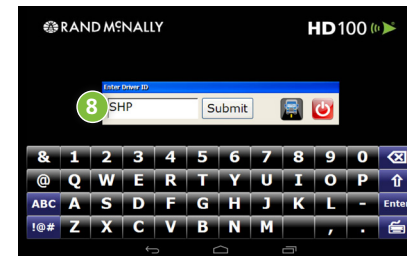 RAND MᶜNALLY
HD100
Enter Driver ID
8
SHP
Submit
& 1 2 3 4 5 6 7 8 9 0
@ Q W E R T Y U I O P
ABC A S D F G H J K L - Enter
!@# Z X C V B N M , .